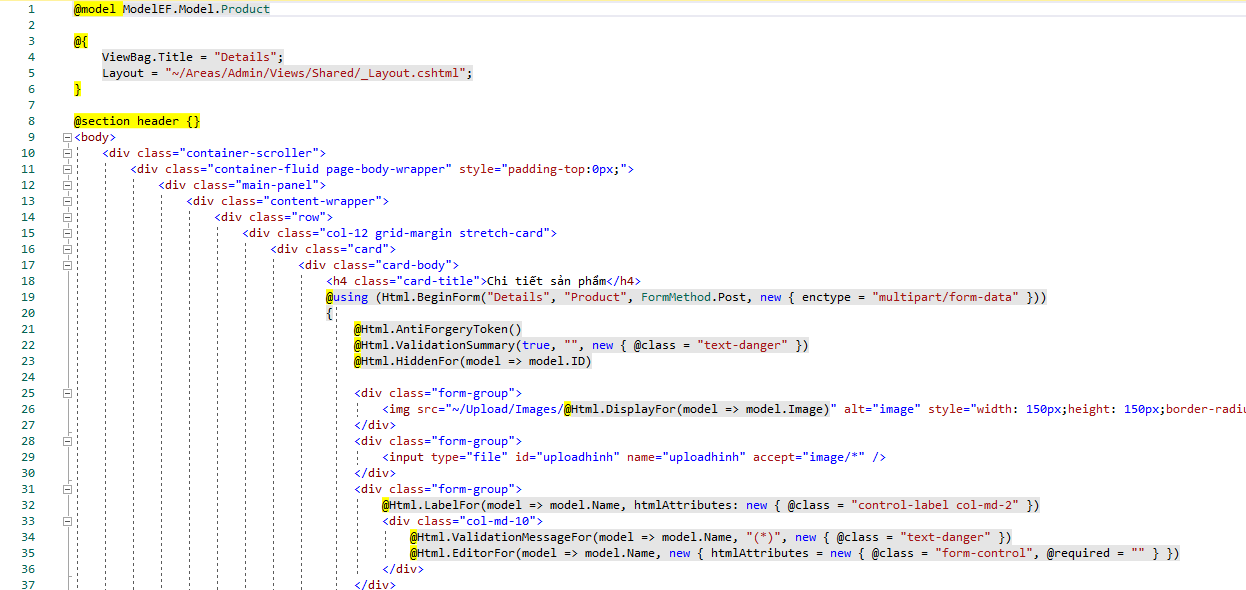 1 @model ModelEF.Model.Product
2
3 @{
4 ViewBag.Title = "Details";
5 Layout = "~/Areas/Admin/Views/Shared/_Layout.cshtml";
6 }
7
8 @section header {}
9 <body>
10 <div class="container-scroller">
11 <div class="container-fluid page-body-wrapper" style="padding-top:0px;">
12 <div class="main-panel">
13 <div class="content-wrapper">
14 <div class="row">
15 <div class="col-12 grid-margin stretch-card">
16 <div class="card">
17 <div class="card-body">
18 <h4 class="card-title">Chi tiết sản phẩm</h4>
19 @using (Html.BeginForm("Details", "Product", FormMethod.Post, new { enctype = "multipart/form-data" }))
20 {
21 @Html.AntiForgeryToken()
22 @Html.ValidationSummary(true, "", new { @class = "text-danger" })
23 @Html.HiddenFor(model => model.ID)
24
25 <div class="form-group">
26 <img src="~/Upload/Images/@Html.DisplayFor(model => model.Image)" alt="image" style="width: 150px;height: 150px;border-radiu
27 </div>
28 <div class="form-group">
29 <input type="file" id="uploadhinh" name="uploadhinh" accept="image/*" />
30 </div>
31 <div class="form-group">
32 @Html.LabelFor(model => model.Name, htmlAttributes: new { @class = "control-label col-md-2" })
33 <div class="col-md-10">
34 @Html.ValidationMessageFor(model => model.Name, "(*)", new { @class = "text-danger" })
35 @Html.EditorFor(model => model.Name, new { htmlAttributes = new { @class = "form-control", @required = "" } })
36 </div>
37 </div>